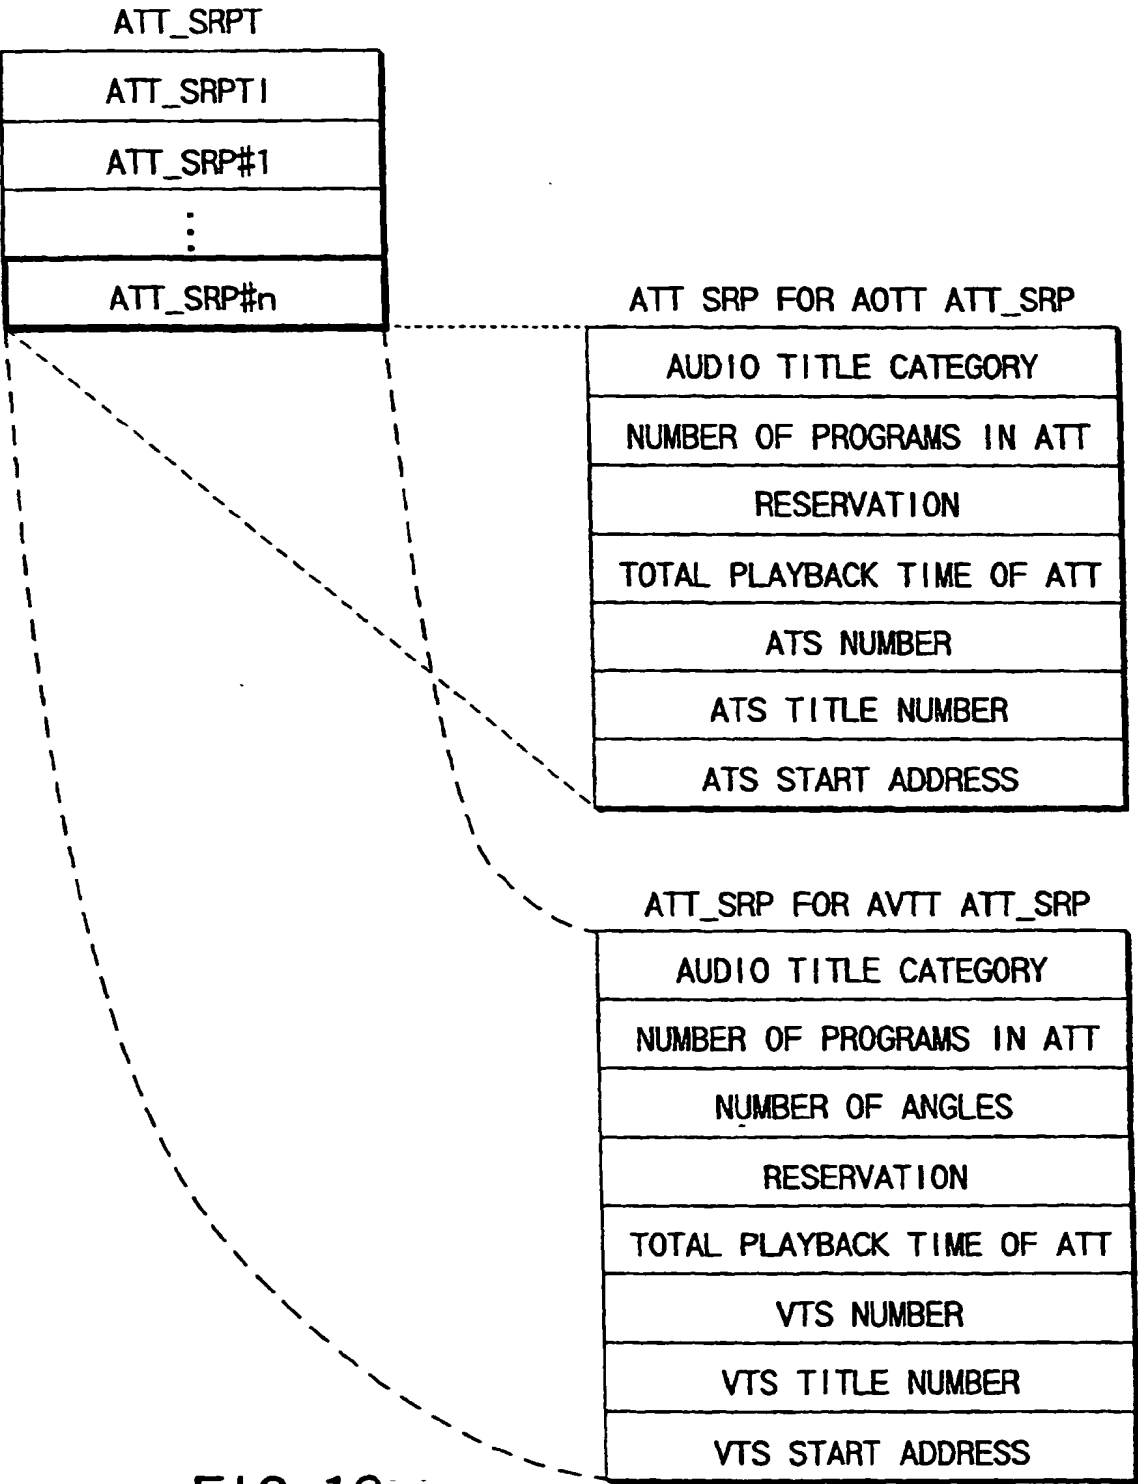 ATT_SRPT
ATT_SRPTI
ATT_SRP#1
⋮
ATT_SRP#n
ATT SRP FOR AOTT ATT_SRP
AUDIO TITLE CATEGORY
NUMBER OF PROGRAMS IN ATT
RESERVATION
TOTAL PLAYBACK TIME OF ATT
ATS NUMBER
ATS TITLE NUMBER
ATS START ADDRESS
ATT_SRP FOR AVTT ATT_SRP
AUDIO TITLE CATEGORY
NUMBER OF PROGRAMS IN ATT
NUMBER OF ANGLES
RESERVATION
TOTAL PLAYBACK TIME OF ATT
VTS NUMBER
VTS TITLE NUMBER
VTS START ADDRESS